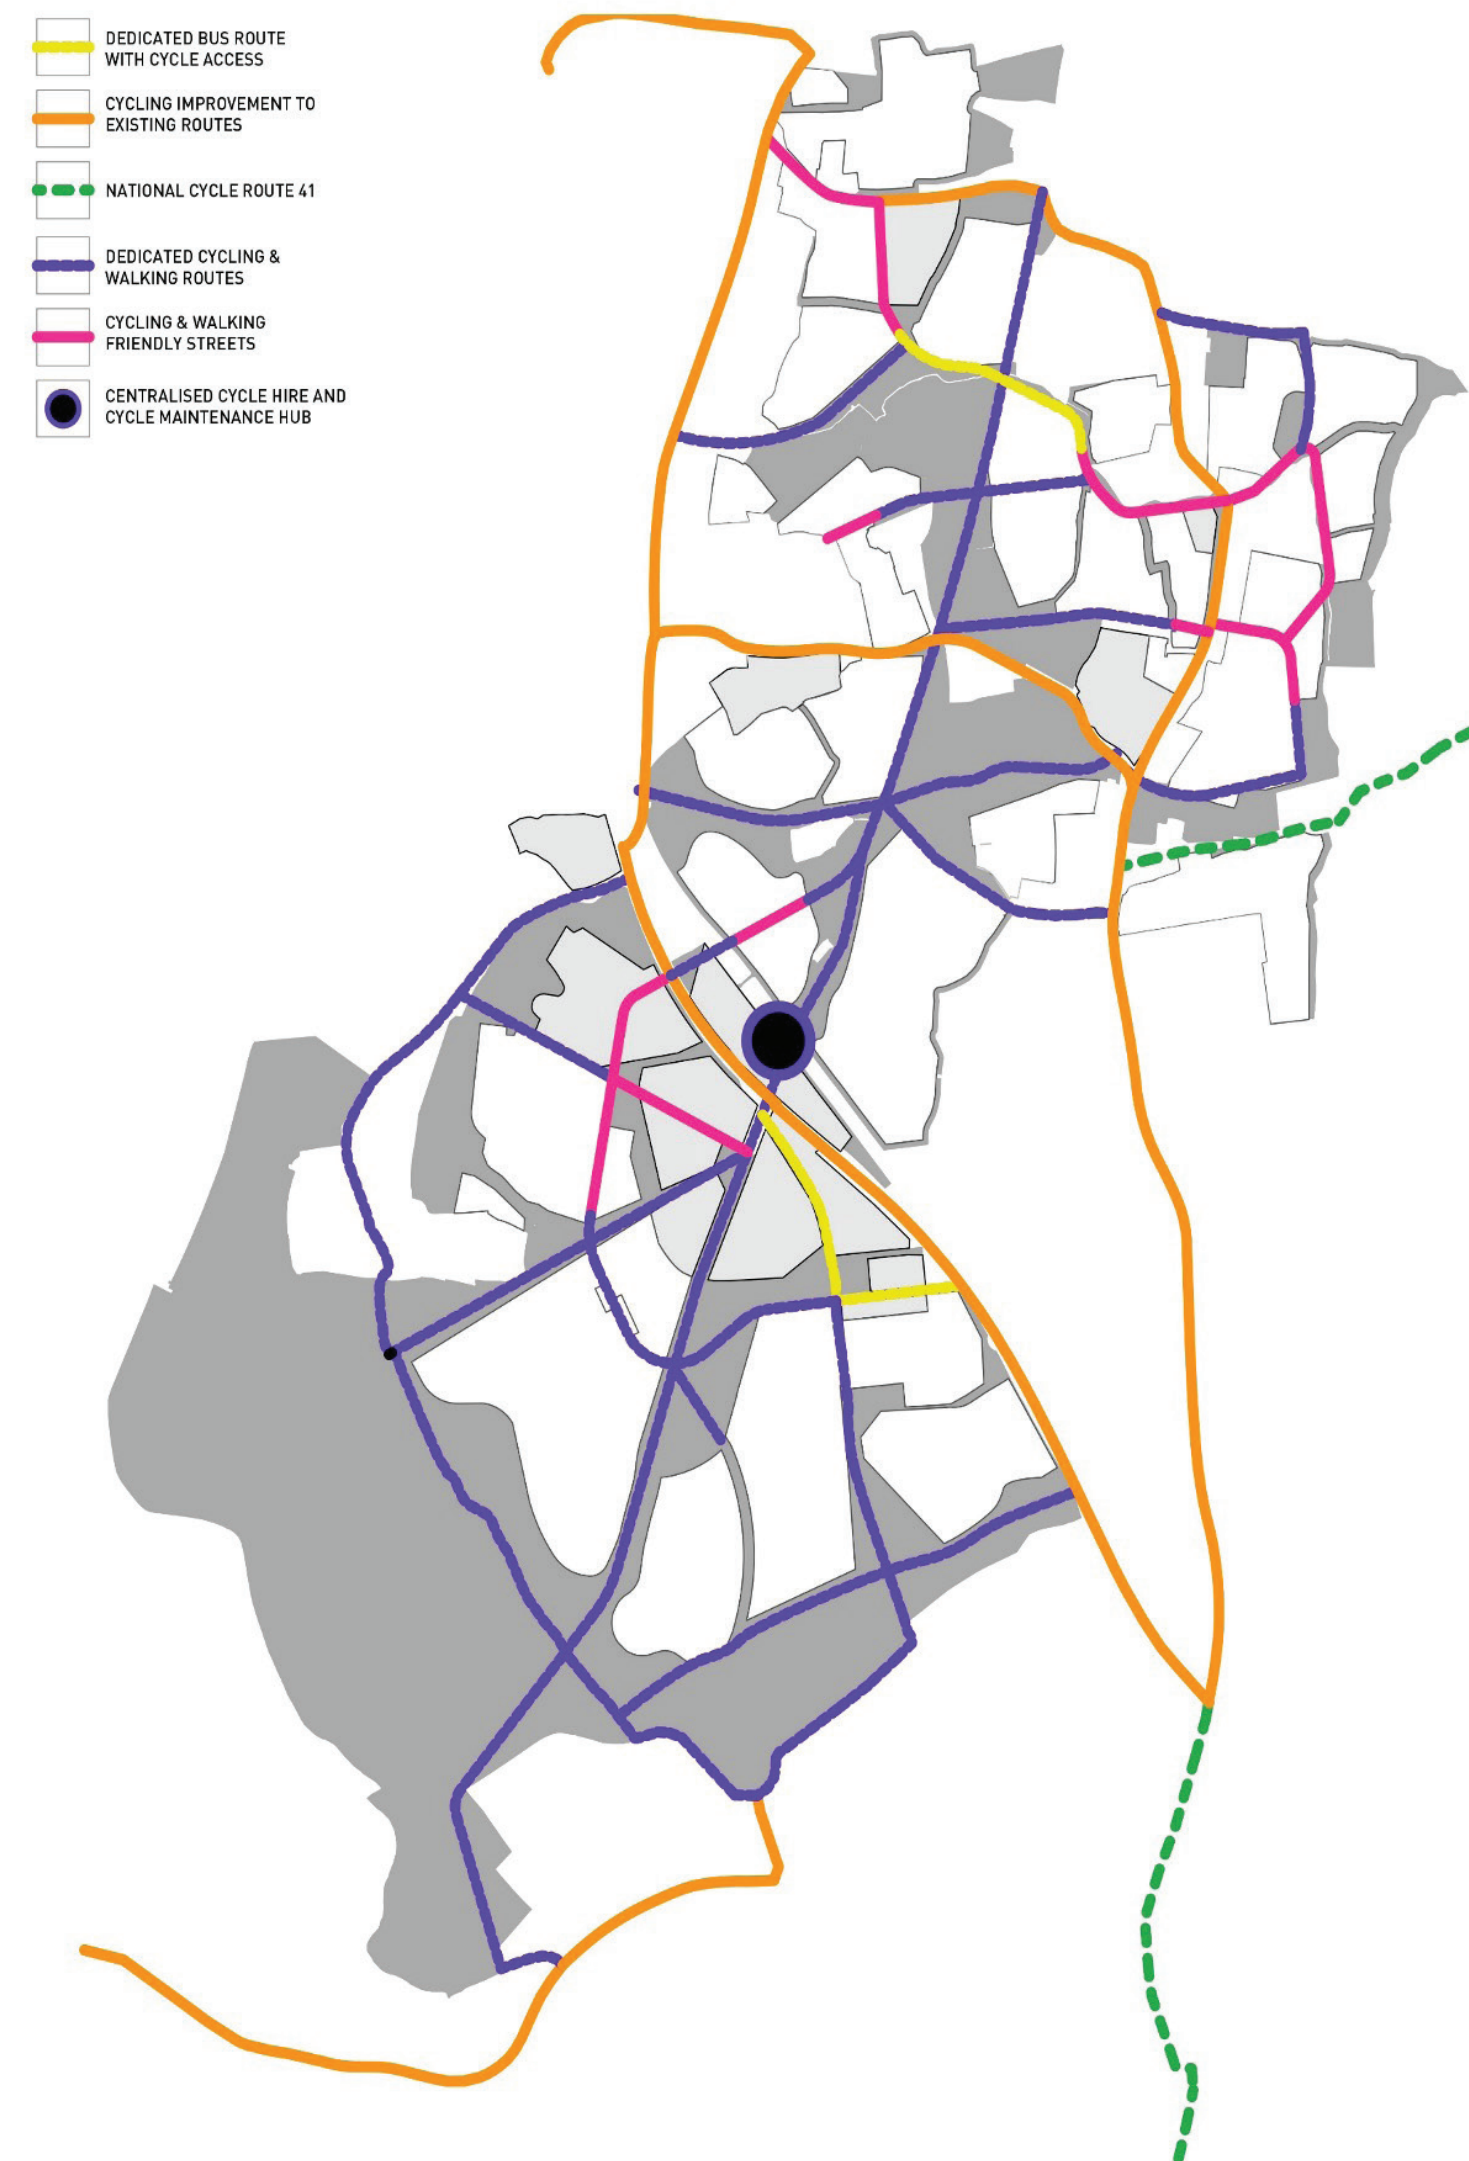 DEDICATED BUS ROUTE
WITH CYCLE ACCESS
CYCLING IMPROVEMENT TO
EXISTING ROUTES
NATIONAL CYCLE ROUTE 41
DEDICATED CYCLING &
WALKING ROUTES
CYCLING & WALKING
FRIENDLY STREETS
CENTRALISED CYCLE HIRE AND
CYCLE MAINTENANCE HUB